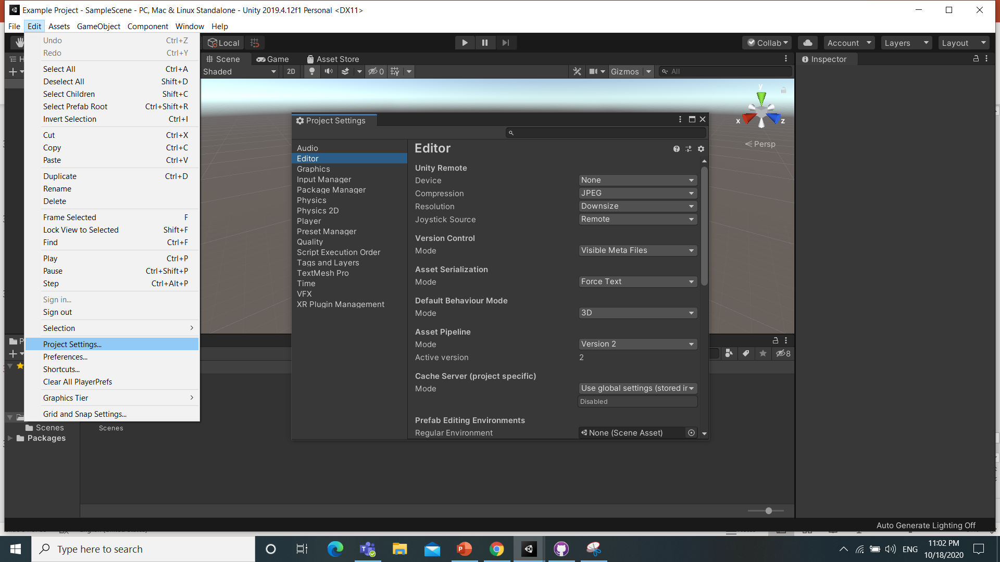 Example Project - SampleScene - PC, Mac & Linux Standalone - Unity 2019.4.12f1 Personal <DX11>
File Edit Assets GameObject Component Window Help
Undo Ctrl+Z
Redo Ctrl+Y
Select All Ctrl+A
Deselect All Shift+D
Select Children Shift+C
Select Prefab Root Ctrl+Shift+R
Invert Selection Ctrl+I
Cut Ctrl+X
Copy Ctrl+C
Paste Ctrl+V
Duplicate Ctrl+D
Rename
Delete
Frame Selected F
Lock View to Selected Shift+F
Find Ctrl+F
Play Ctrl+P
Pause Ctrl+Shift+P
Step Ctrl+Alt+P
Sign in...
Sign out
Selection
Project Settings...
Preferences...
Shortcuts...
Clear All PlayerPrefs
Graphics Tier
Grid and Snap Settings...
Local
Collab Account Layers Layout
Scene Game Asset Store
Shaded 2D 0 Gizmos All
Inspector
y
x z
Persp
Project Settings
Audio
Editor
Graphics
Input Manager
Package Manager
Physics
Physics 2D
Player
Preset Manager
Quality
Script Execution Order
Tags and Layers
TextMesh Pro
Time
VFX
XR Plugin Management
Editor
Unity Remote
Device None
Compression JPEG
Resolution Downsize
Joystick Source Remote
Version Control
Mode Visible Meta Files
Asset Serialization
Mode Force Text
Default Behaviour Mode
Mode 3D
Asset Pipeline
Mode Version 2
Active version 2
Cache Server (project specific)
Mode Use global settings (stored ir
Disabled
Prefab Editing Environments
Regular Environment None (Scene Asset)
8
Scenes
Packages
Scenes
Auto Generate Lighting Off
Type here to search
ENG
11:02 PM
10/18/2020